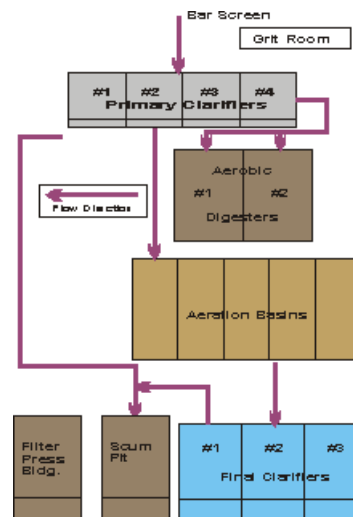 Bar Screen
Grit Room
#1 #2 #3 #4
Primary Clarifiers
Aerobic
#1 #2
Digesters
Flow Direction
Aeration Basins
Filter
Press
Bldg.
Scum
Pit
#1 #2 #3
Final Clarifiers